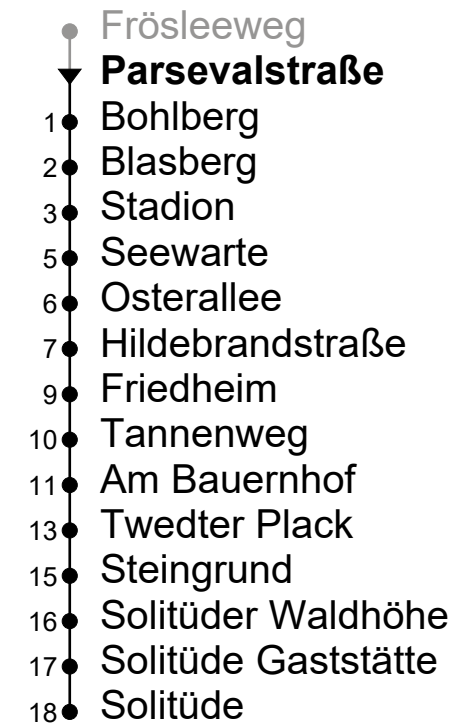 Frösleeweg
Parsevalstraße
1 Bohlberg
2 Blasberg
3 Stadion
5 Seewarte
6 Osterallee
7 Hildebrandstraße
9 Friedheim
10 Tannenweg
11 Am Bauernhof
13 Twedter Plack
15 Steingrund
16 Solitüder Waldhöhe
17 Solitüde Gaststätte
18 Solitüde